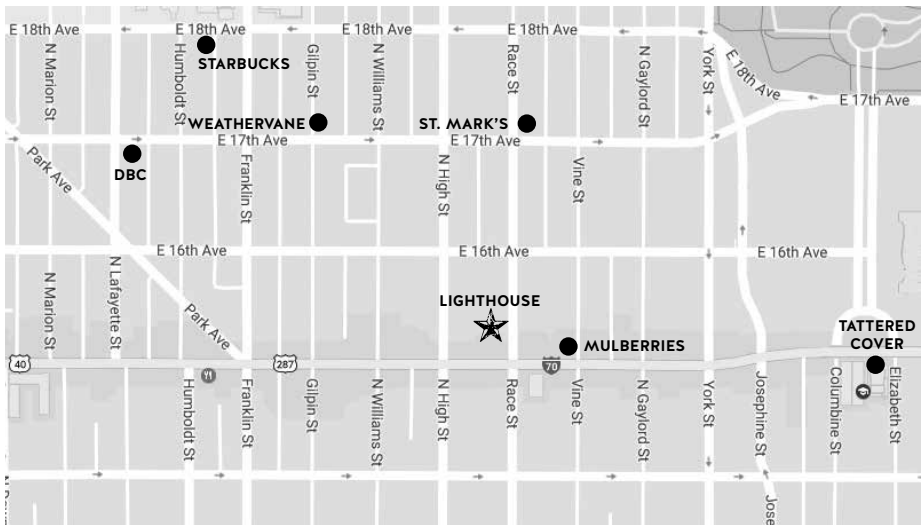 E 18th Ave
E 18th Ave
E 18th Ave
E 18th Ave
N Marion St
Humboldt St
STARBUCKS
Gilpin St
N Williams St
Race St
N Gaylord St
York St
E 18th Ave
E 17th Ave
WEATHERVANE
ST. MARK'S
E 17th Ave
E 17th Ave
DBC
Park Ave
Franklin St
N High St
Vine St
E 16th Ave
E 16th Ave
E 16th Ave
N Marion St
N Lafayette St
Park Ave
LIGHTHOUSE
MULBERRIES
TATTERED
COVER
40
287
70
Humboldt St
Franklin St
Gilpin St
N Williams St
N High St
Race St
Vine St
N Gaylord St
York St
Josephine St
Columbine St
Elizabeth St